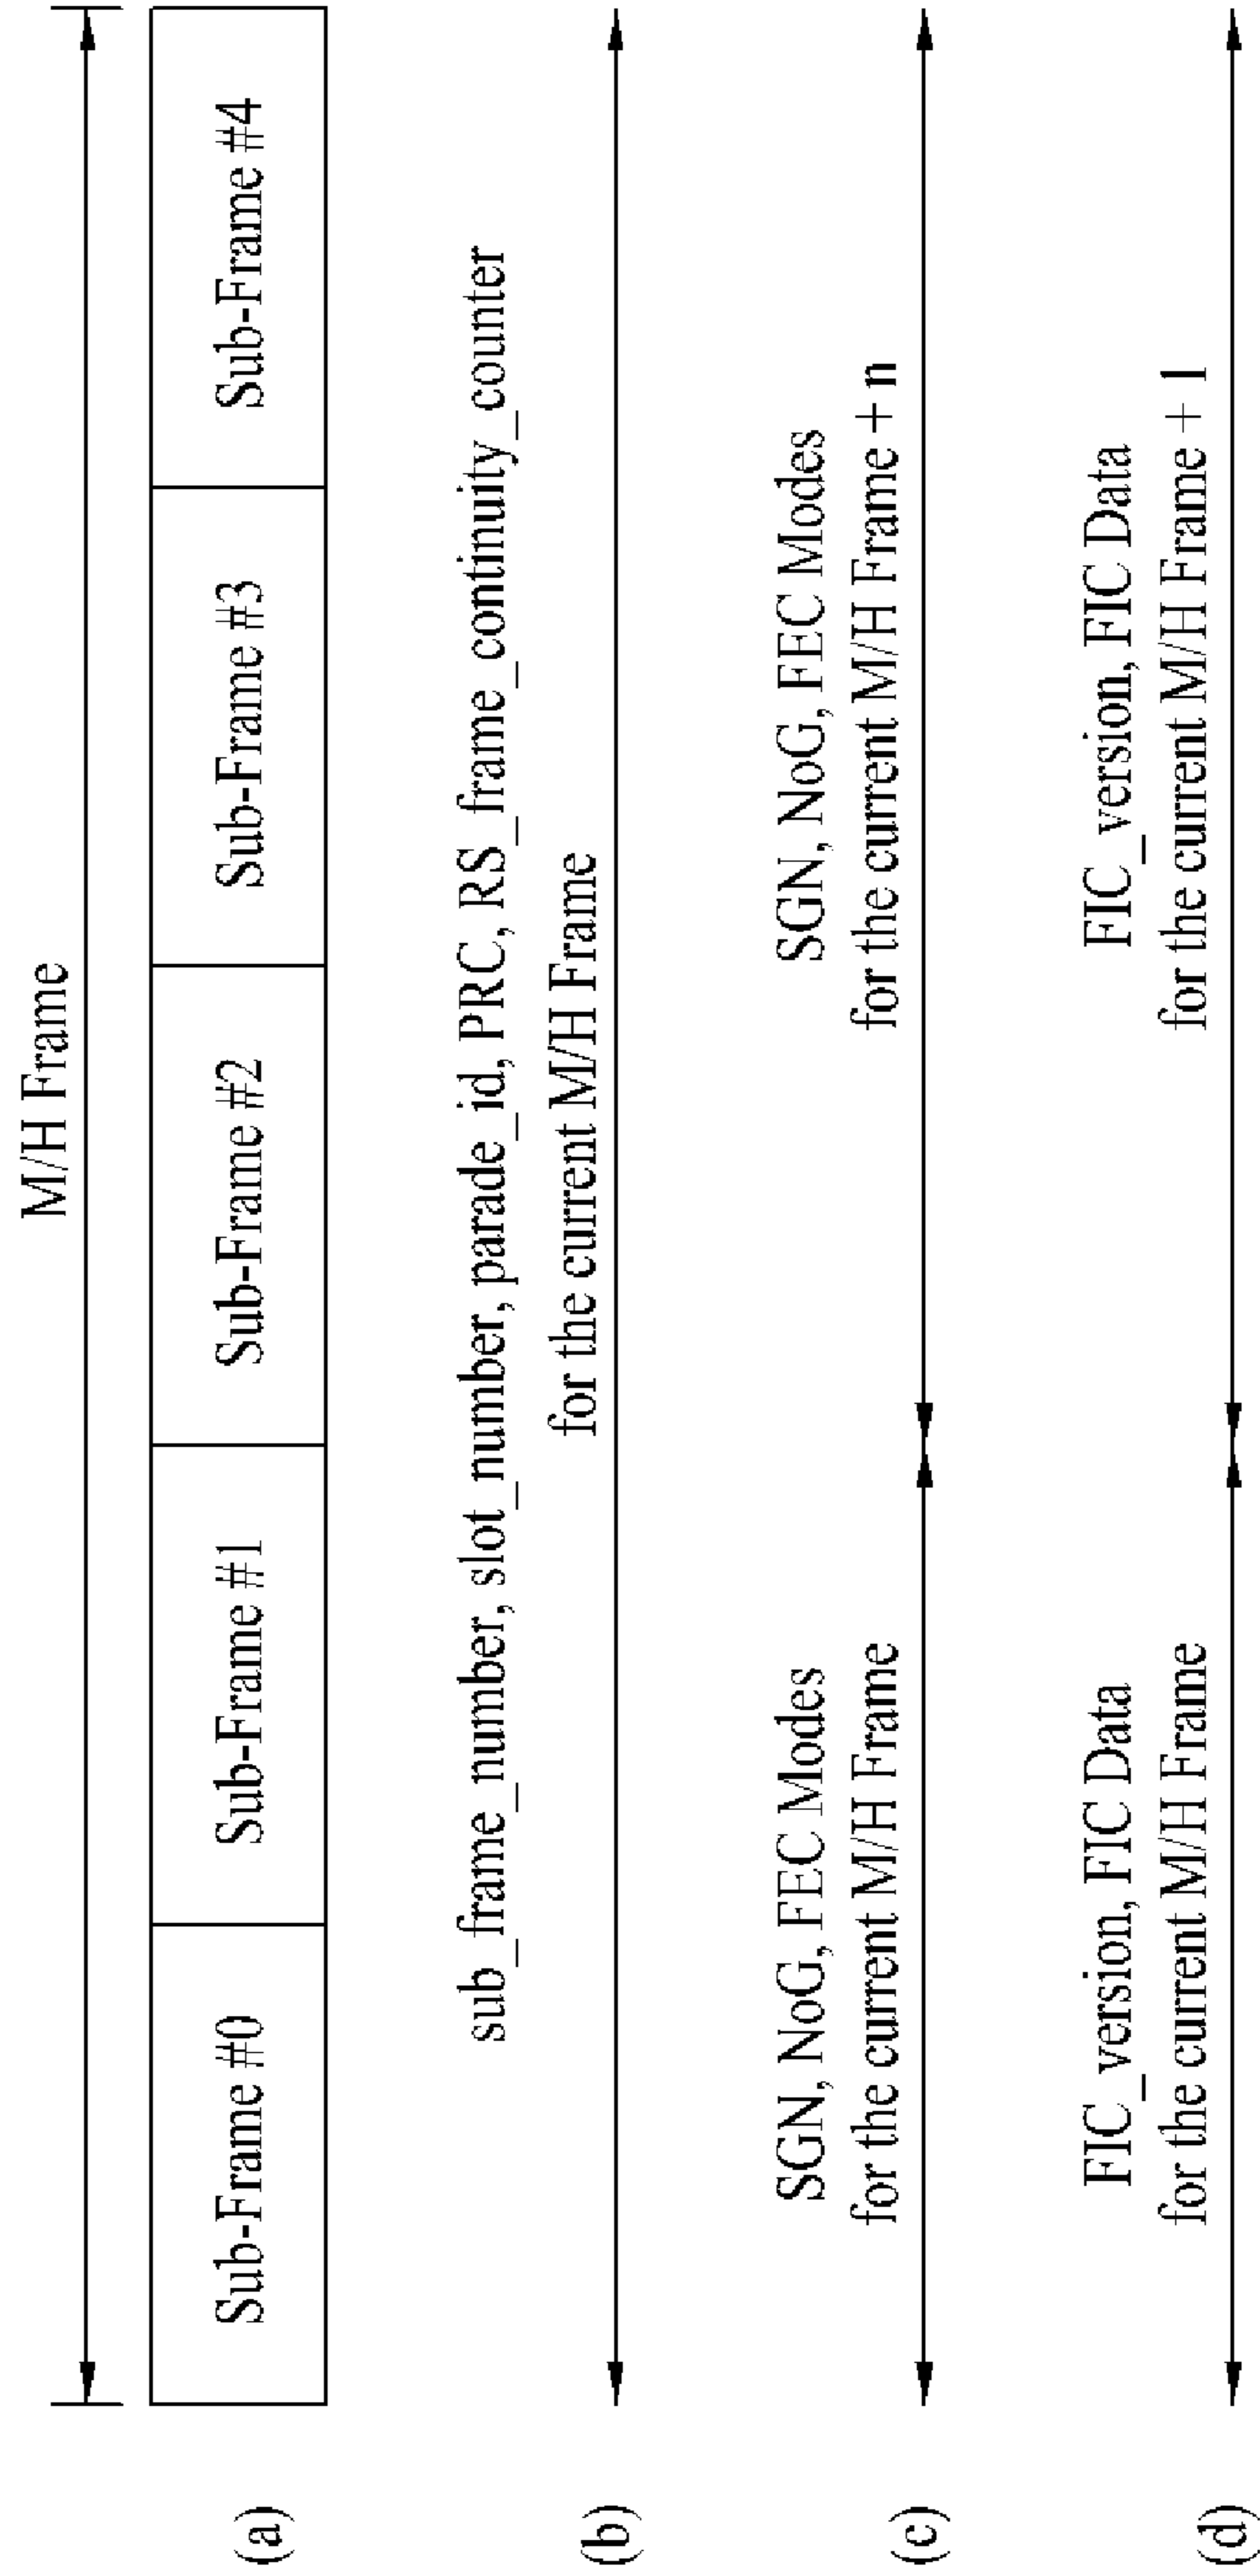 M/H Frame
(a) Sub-Frame #0 Sub-Frame #1 Sub-Frame #2 Sub-Frame #3 Sub-Frame #4
sub_frame_number, slot_number, parade_id, PRC, RS_frame_continuity_counter
for the current M/H Frame
(b)
SGN, NoG, FEC Modes SGN, NoG, FEC Modes
for the current M/H Frame for the current M/H Frame + n
(c)
FIC_version, FIC Data FIC_version, FIC Data
for the current M/H Frame for the current M/H Frame + 1
(d)